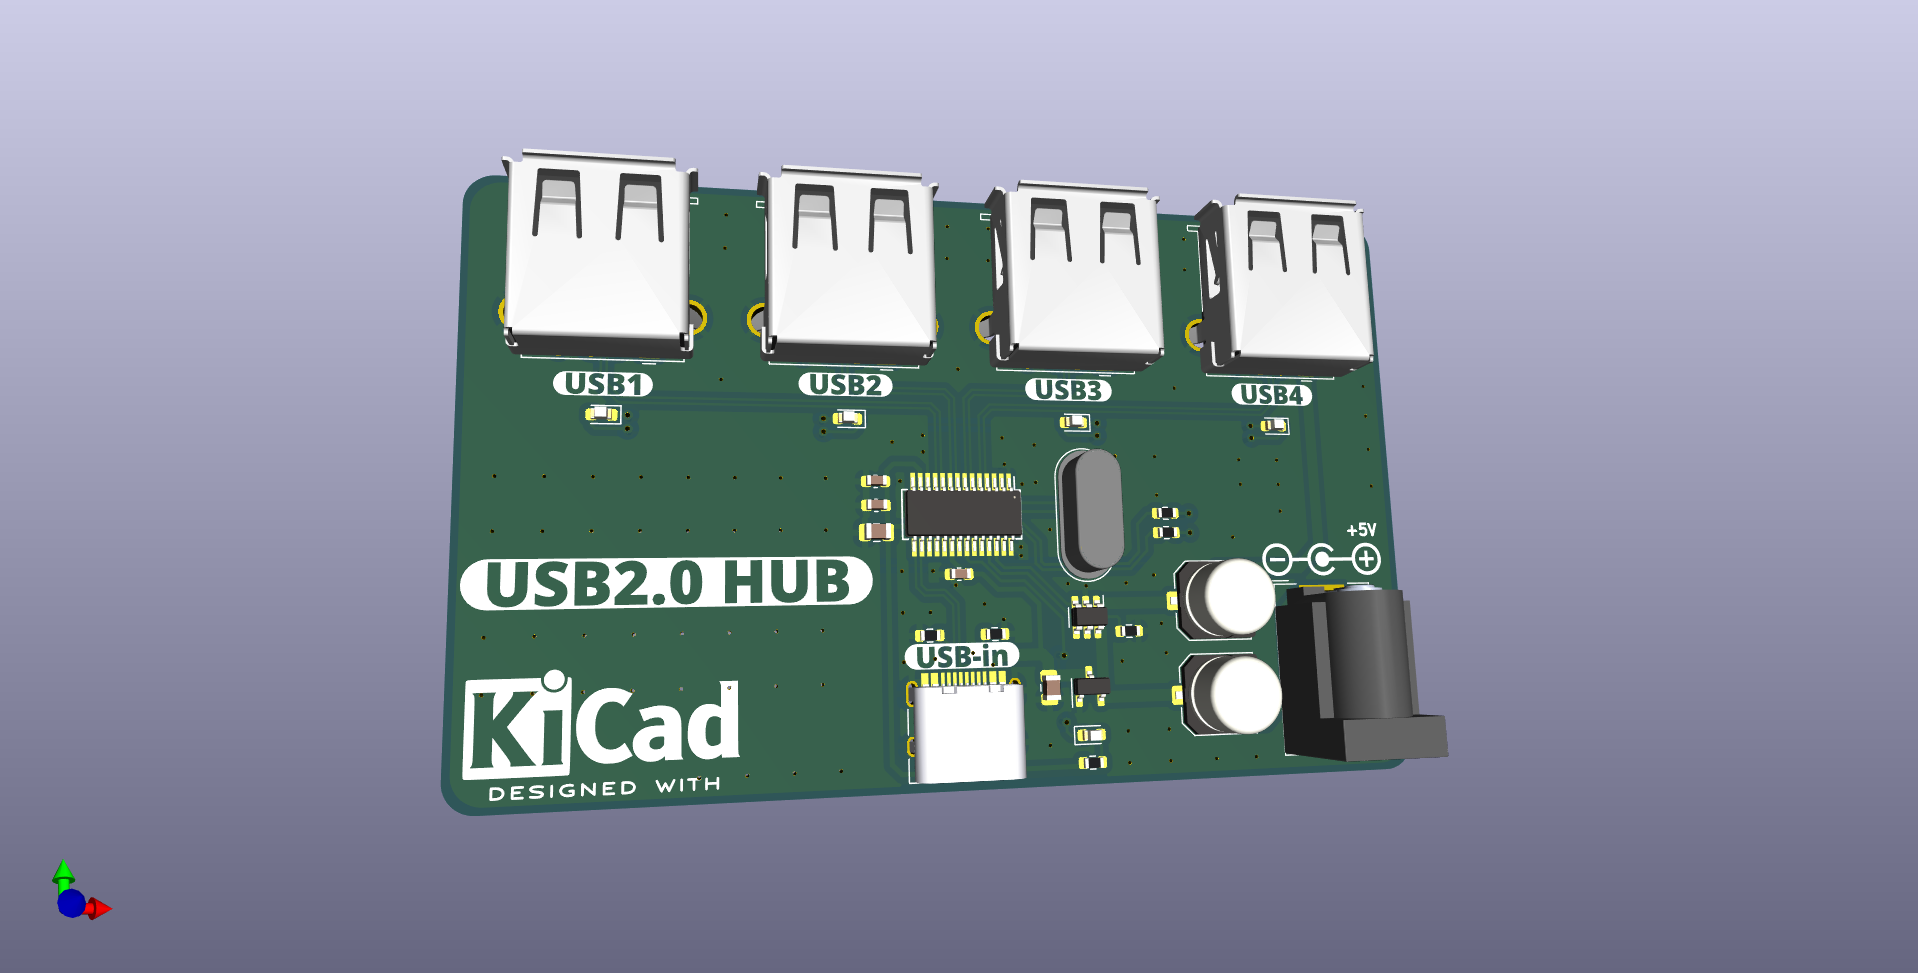 USB1
USB2
USB3
USB4
+5V
USB2.0 HUB
USB-in
KiCad
DESIGNED WITH